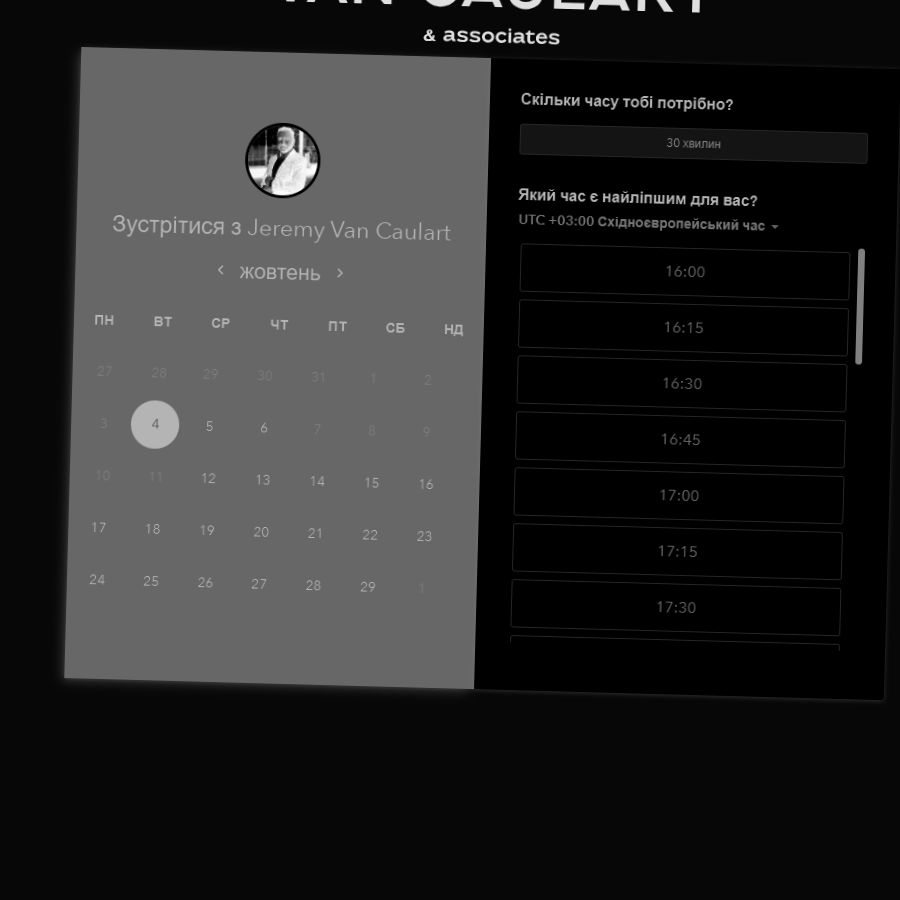 VAN CAULART
& associates
Зустрітися з Jeremy Van Caulart
‹ жовтень ›
ПН ВТ СР ЧТ ПТ СБ НД
27 28 29 30 31 1 2
3 4 5 6 7 8 9
10 11 12 13 14 15 16
17 18 19 20 21 22 23
24 25 26 27 28 29 1
Скільки часу тобі потрібно?
30 хвилин
Який час є найліпшим для вас?
UTC +03:00 Східноєвропейський час
16:00
16:15
16:30
16:45
17:00
17:15
17:30